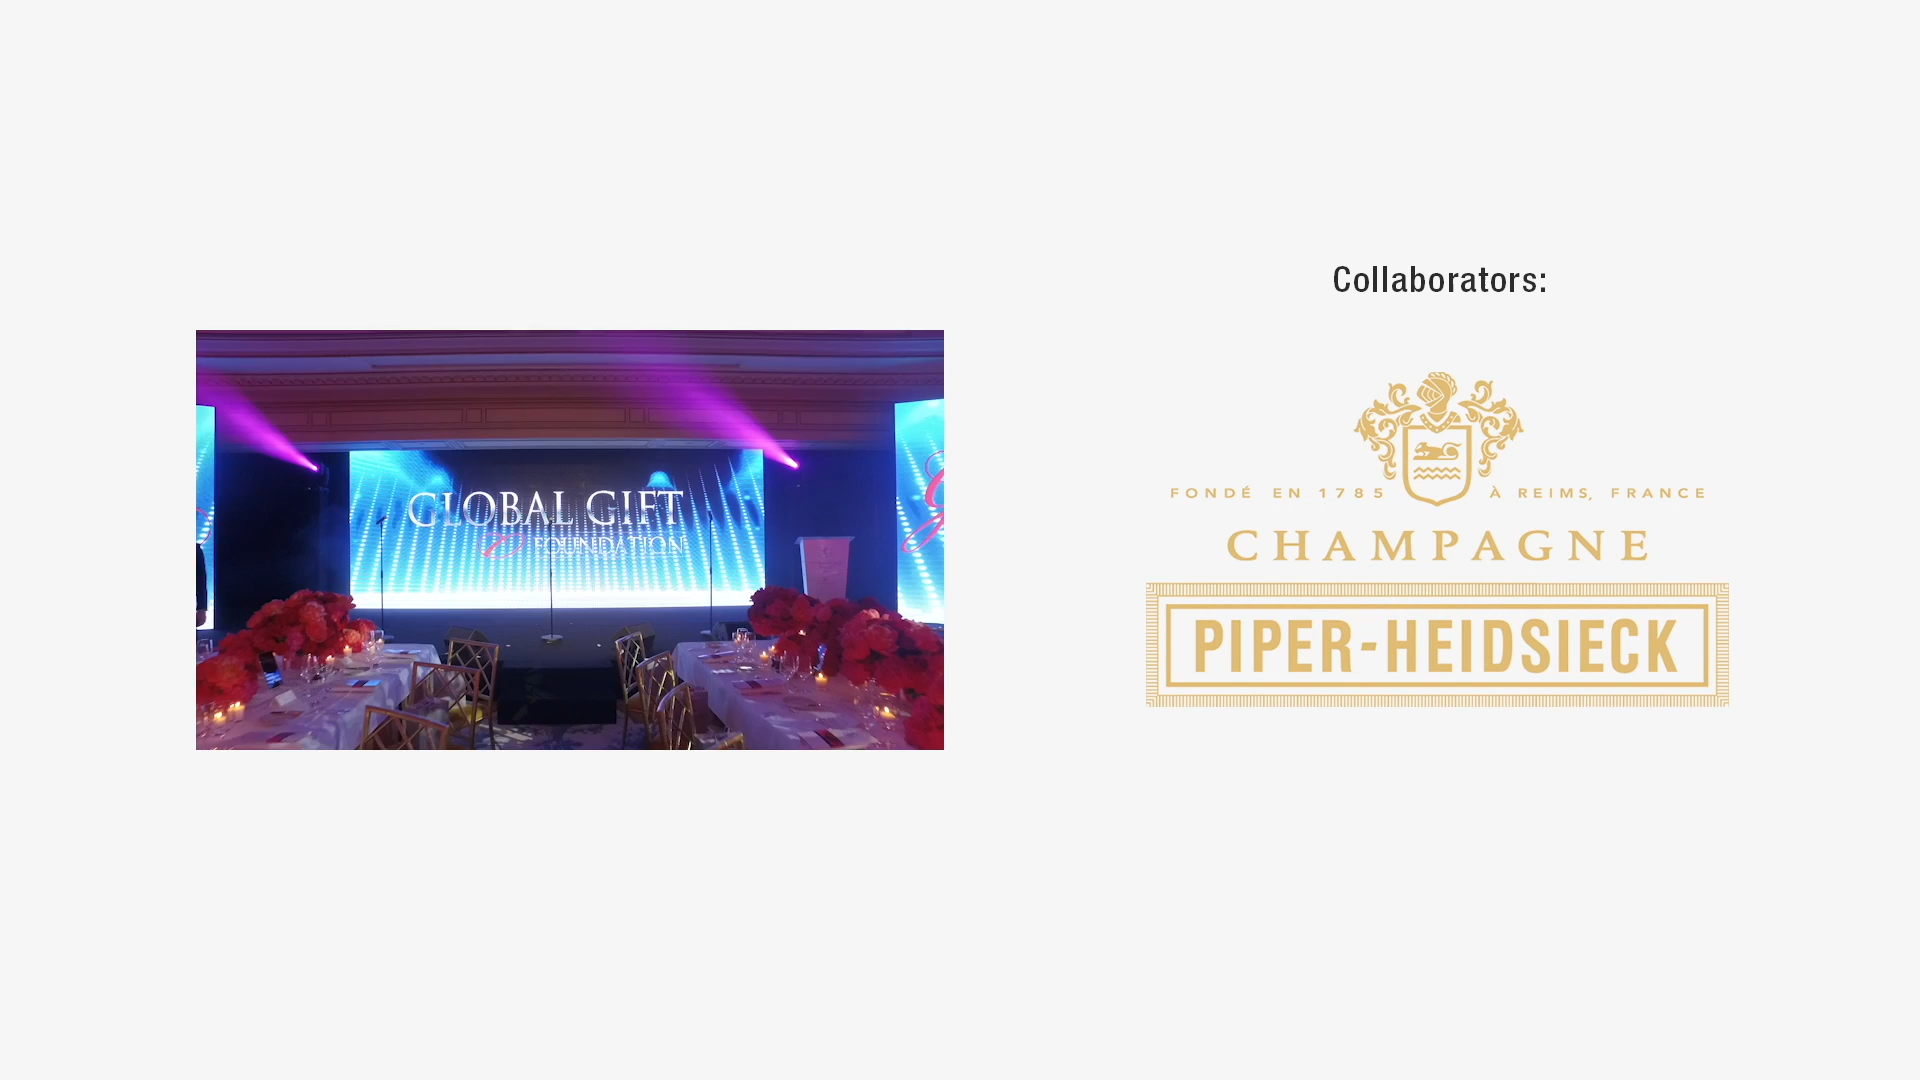 GLOBAL GIFT
FOUNDATION
Collaborators:
FONDÉ EN 1785 À REIMS, FRANCE
CHAMPAGNE
PIPER-HEIDSIECK